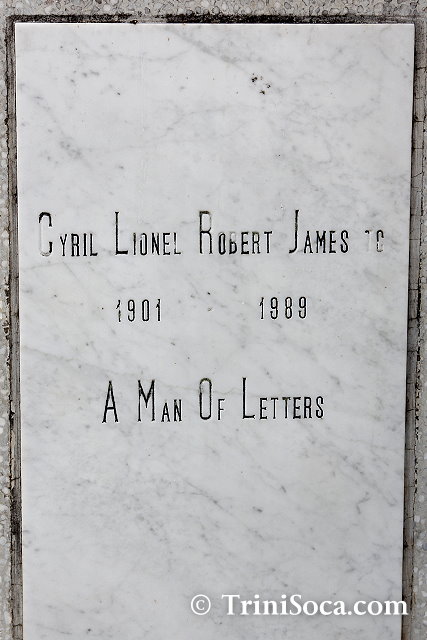 Cyril Lionel Robert James TC
1901 - 1989
A Man Of Letters
© TriniSoca.com